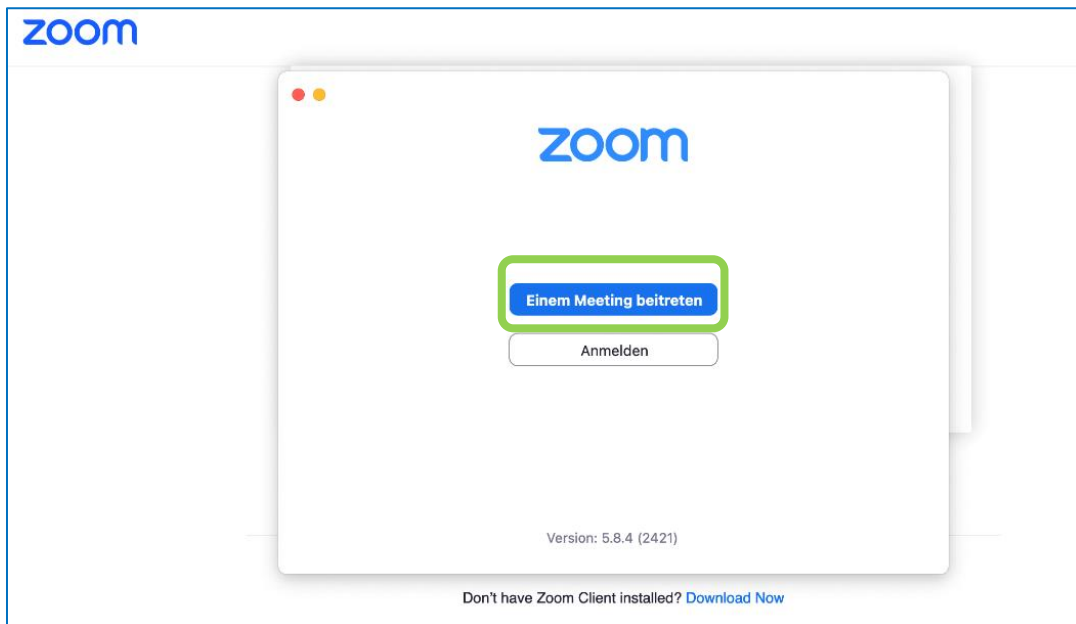 zoom
zoom
Einem Meeting beitreten
Anmelden
Version: 5.8.4 (2421)
Don't have Zoom Client installed? Download Now